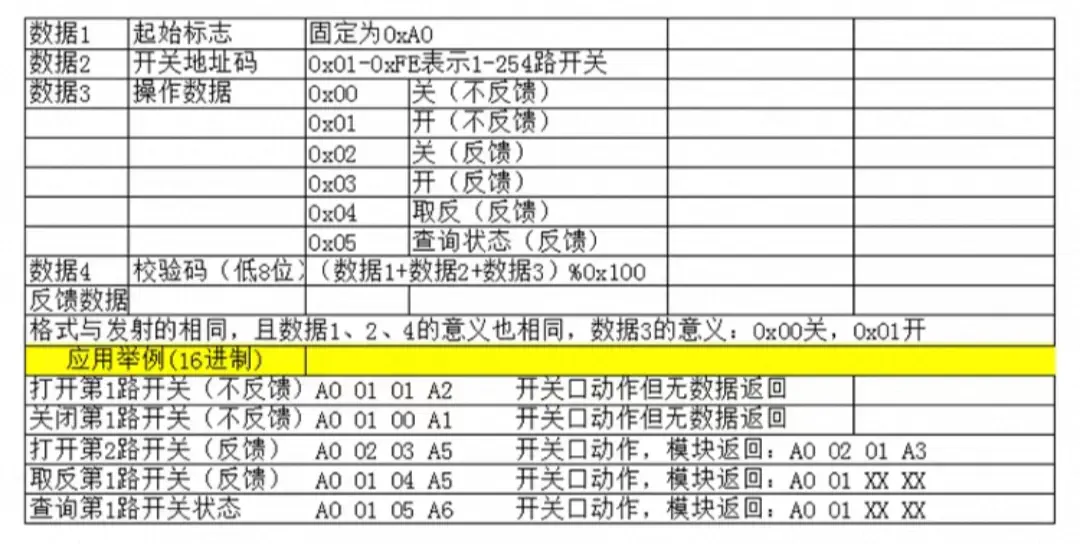 数据1 起始标志 固定为0xA0
数据2 开关地址码 0x01-0xFE表示1-254路开关
数据3 操作数据 0x00 关（不反馈）
0x01 开（不反馈）
0x02 关（反馈）
0x03 开（反馈）
0x04 取反（反馈）
0x05 查询状态（反馈）
数据4 校验码（低8位）（数据1+数据2+数据3）%0x100
反馈数据
格式与发射的相同，且数据1、2、4的意义也相同，数据3的意义：0x00关，0x01开
应用举例(16进制)
打开第1路开关（不反馈） A0 01 01 A2 开关口动作但无数据返回
关闭第1路开关（不反馈） A0 01 00 A1 开关口动作但无数据返回
打开第2路开关（反馈） A0 02 03 A5 开关口动作，模块返回：A0 02 01 A3
取反第1路开关（反馈） A0 01 04 A5 开关口动作，模块返回：A0 01 XX XX
查询第1路开关状态 A0 01 05 A6 开关口动作，模块返回：A0 01 XX XX